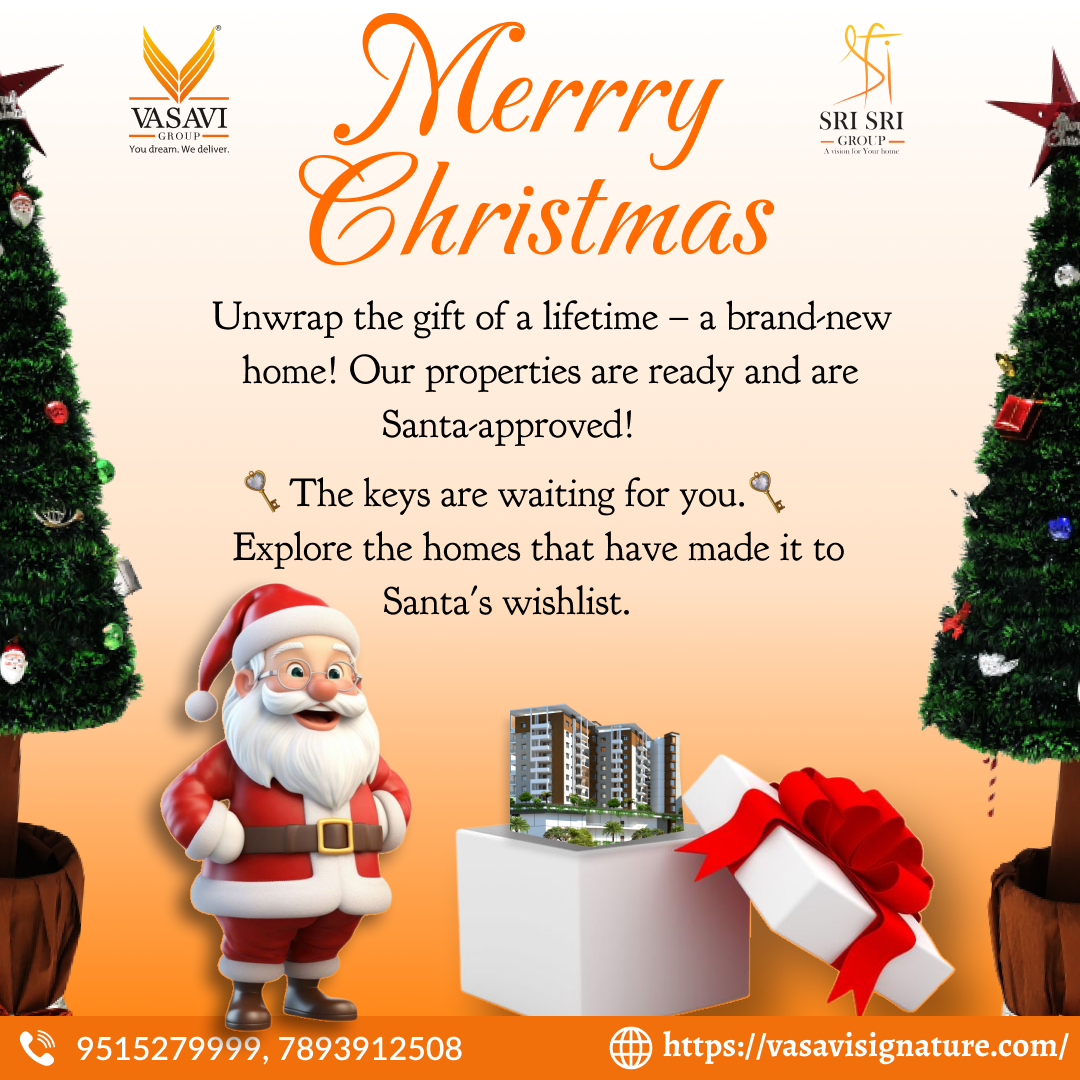 VASAVI
GROUP
You dream. We deliver.
Merrry
Christmas
SRI SRI
GROUP
A vision for Your home
Unwrap the gift of a lifetime – a brand-new
home! Our properties are ready and are
Santa-approved!
The keys are waiting for you.
Explore the homes that have made it to
Santa's wishlist.
9515279999, 7893912508
https://vasavisignature.com/